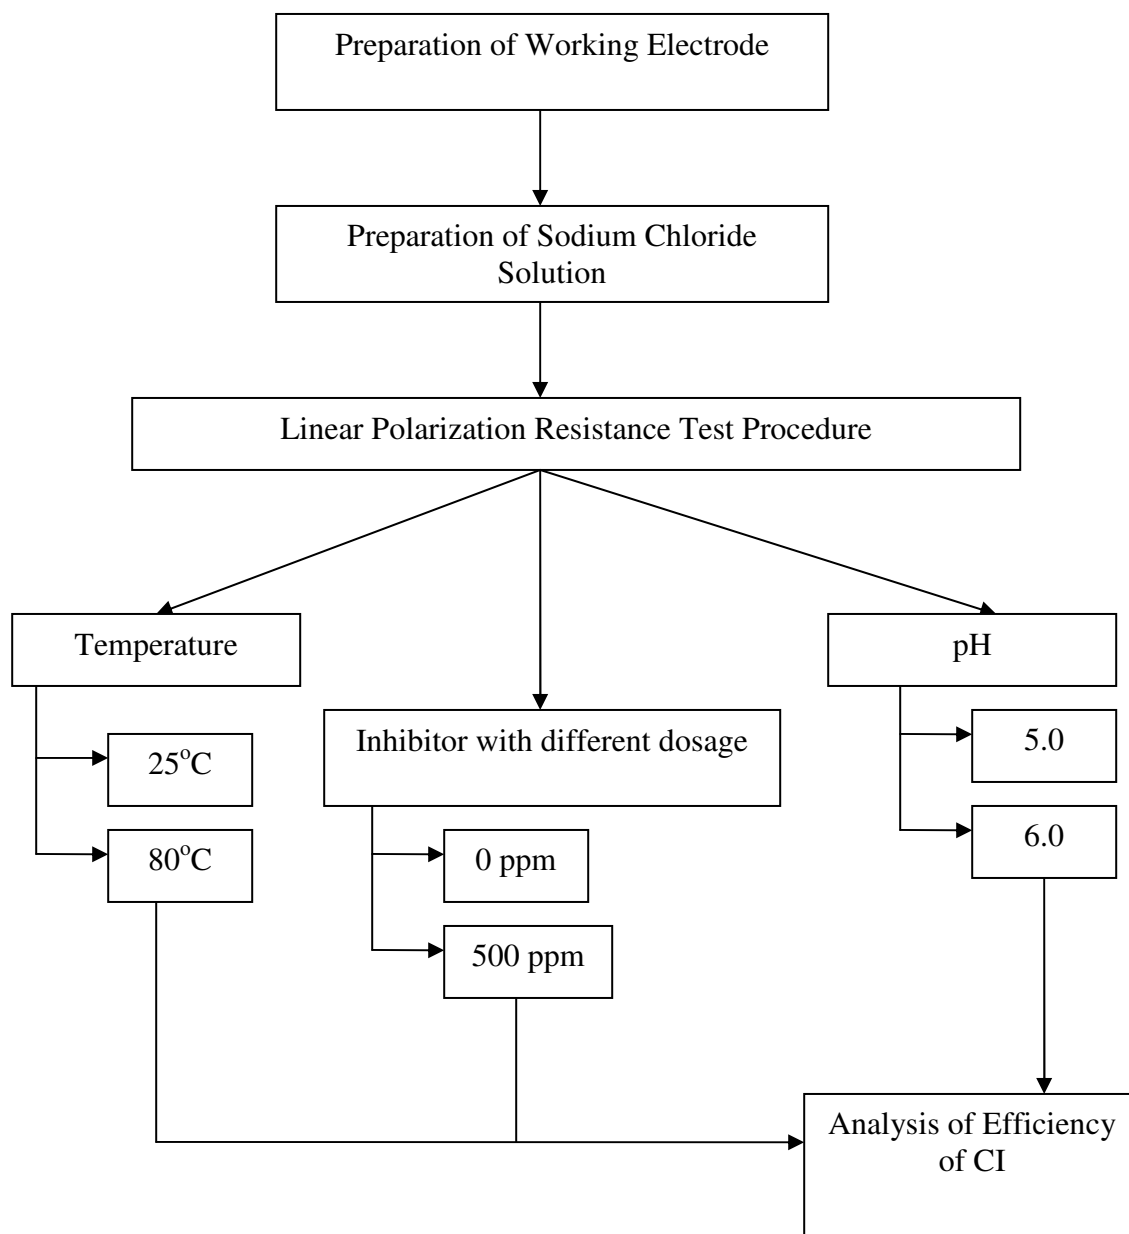 Preparation of Working Electrode
Preparation of Sodium Chloride
Solution
Linear Polarization Resistance Test Procedure
Temperature
25°C
80°C
Inhibitor with different dosage
0 ppm
500 ppm
pH
5.0
6.0
Analysis of Efficiency
of CI